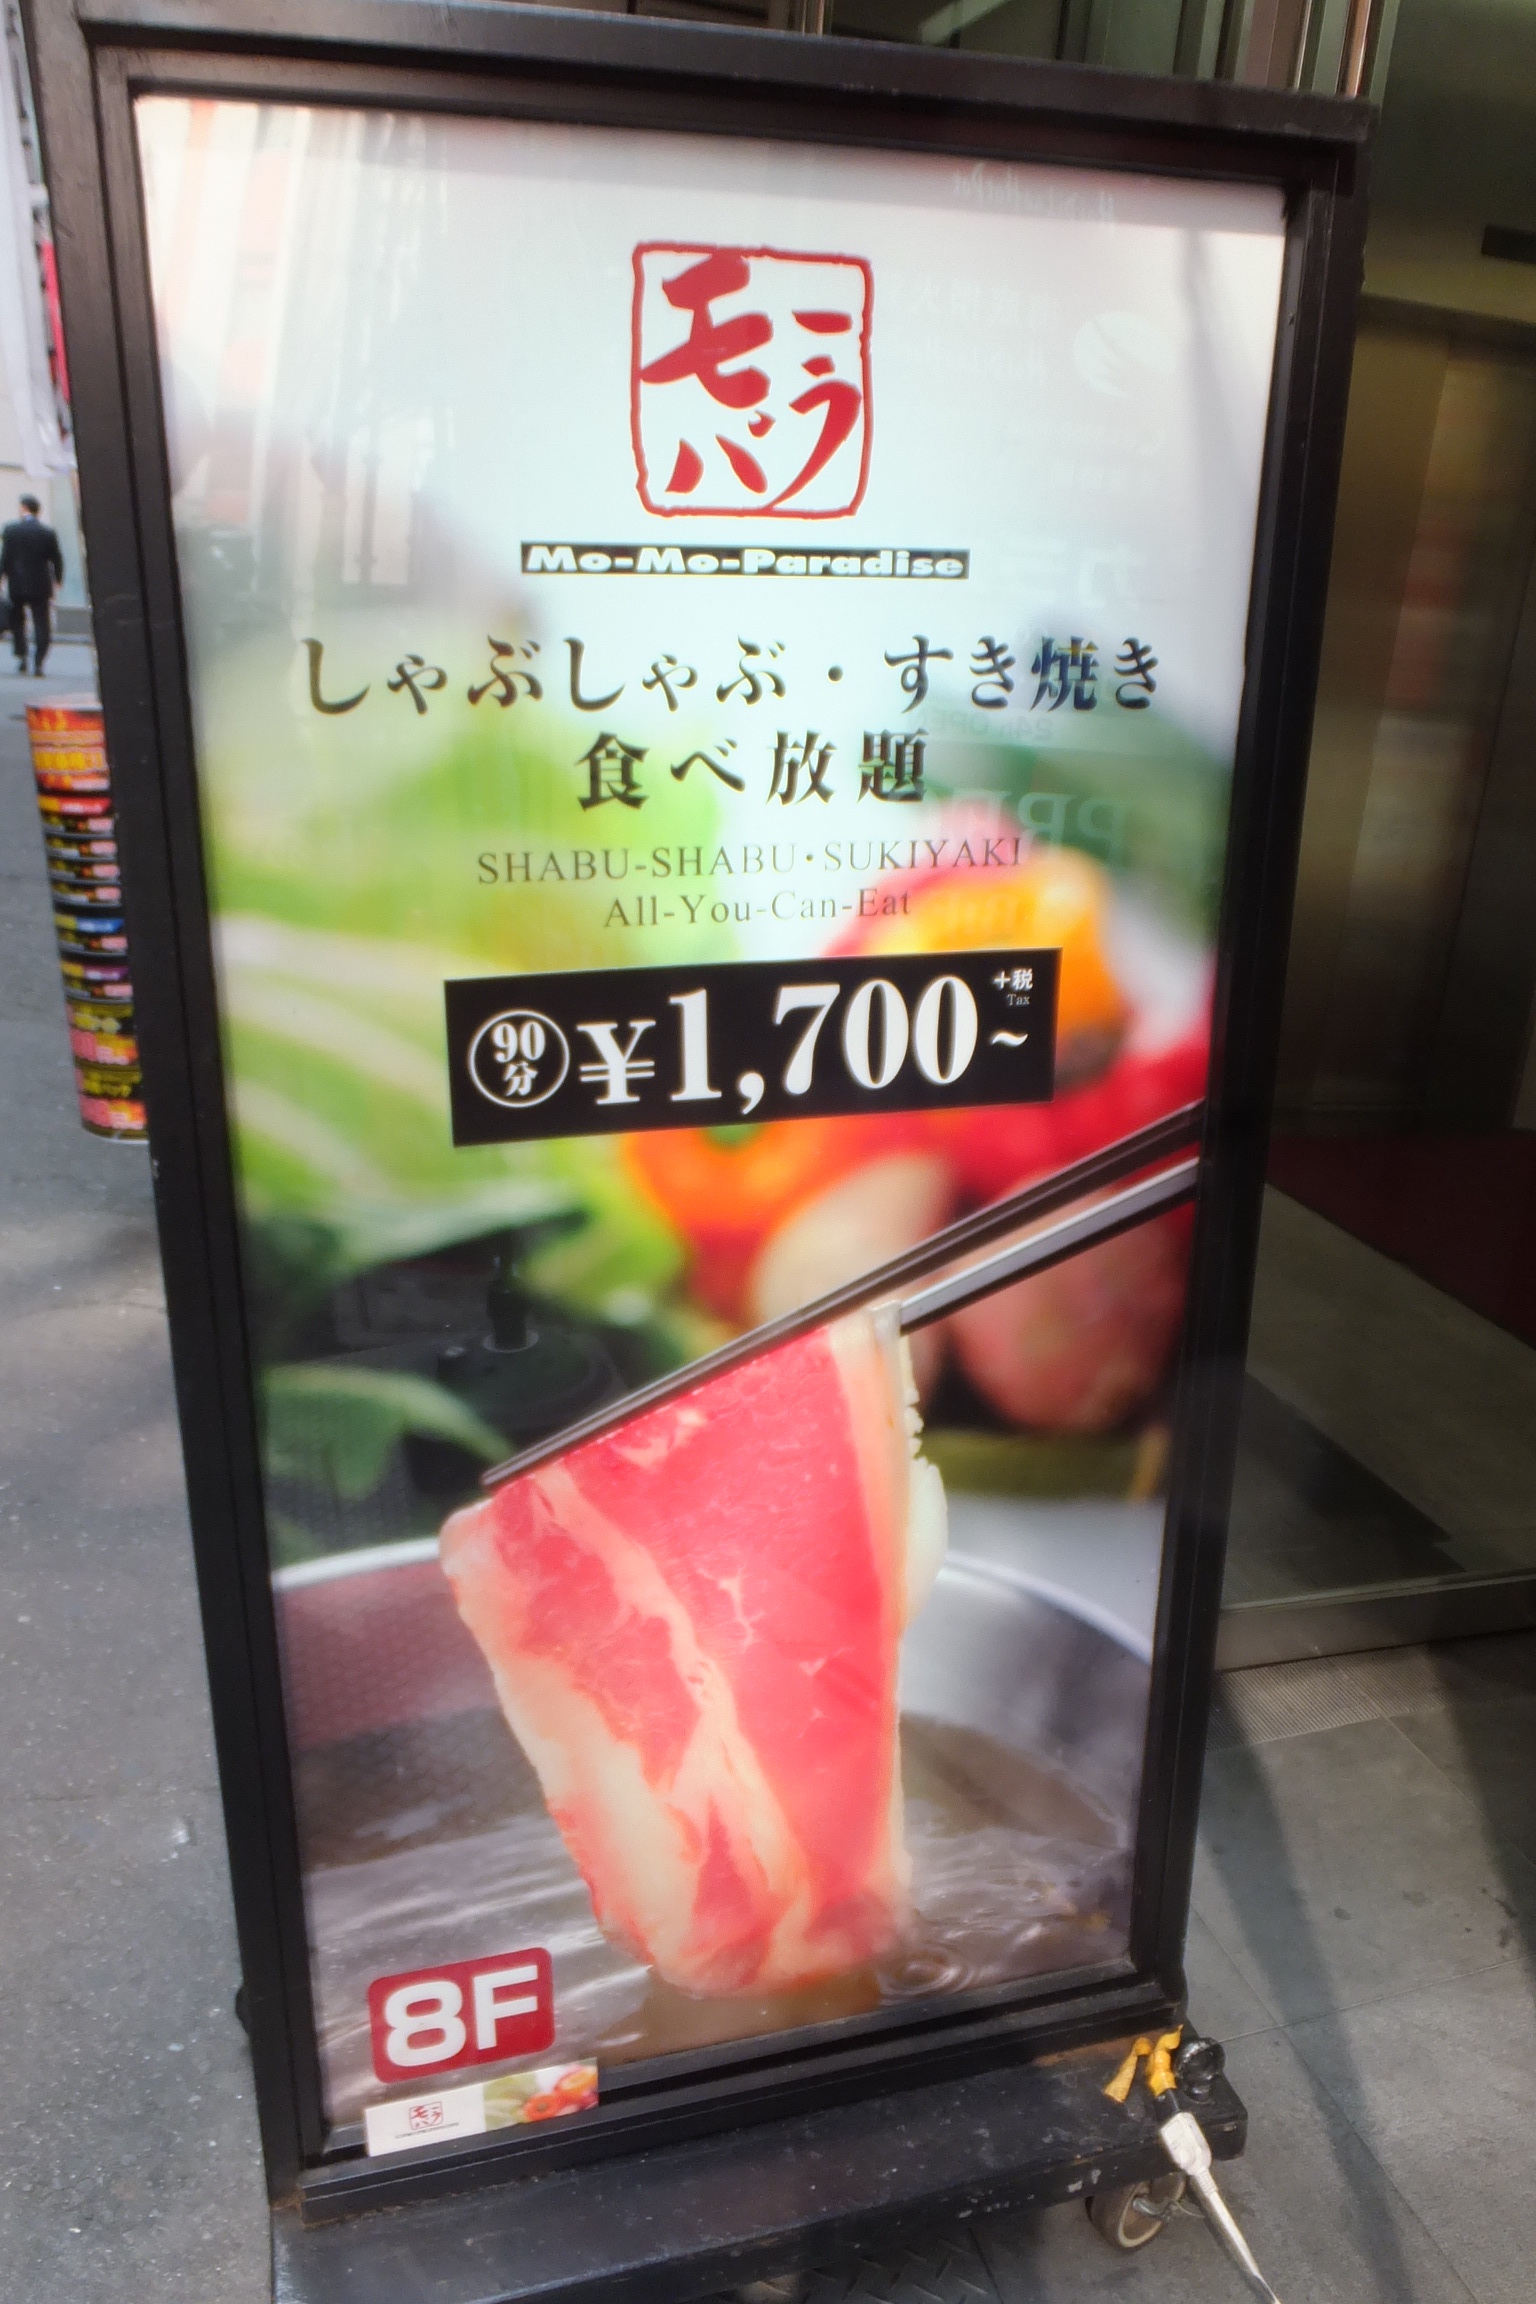 モーラパ
Mo-Mo-Paradise
しゃぶしゃぶ・すき焼き
食べ放題
SHABU-SHABU・SUKIYAKI
All-You-Can-Eat
90分 ¥1,700 +税 Tax ~
8F